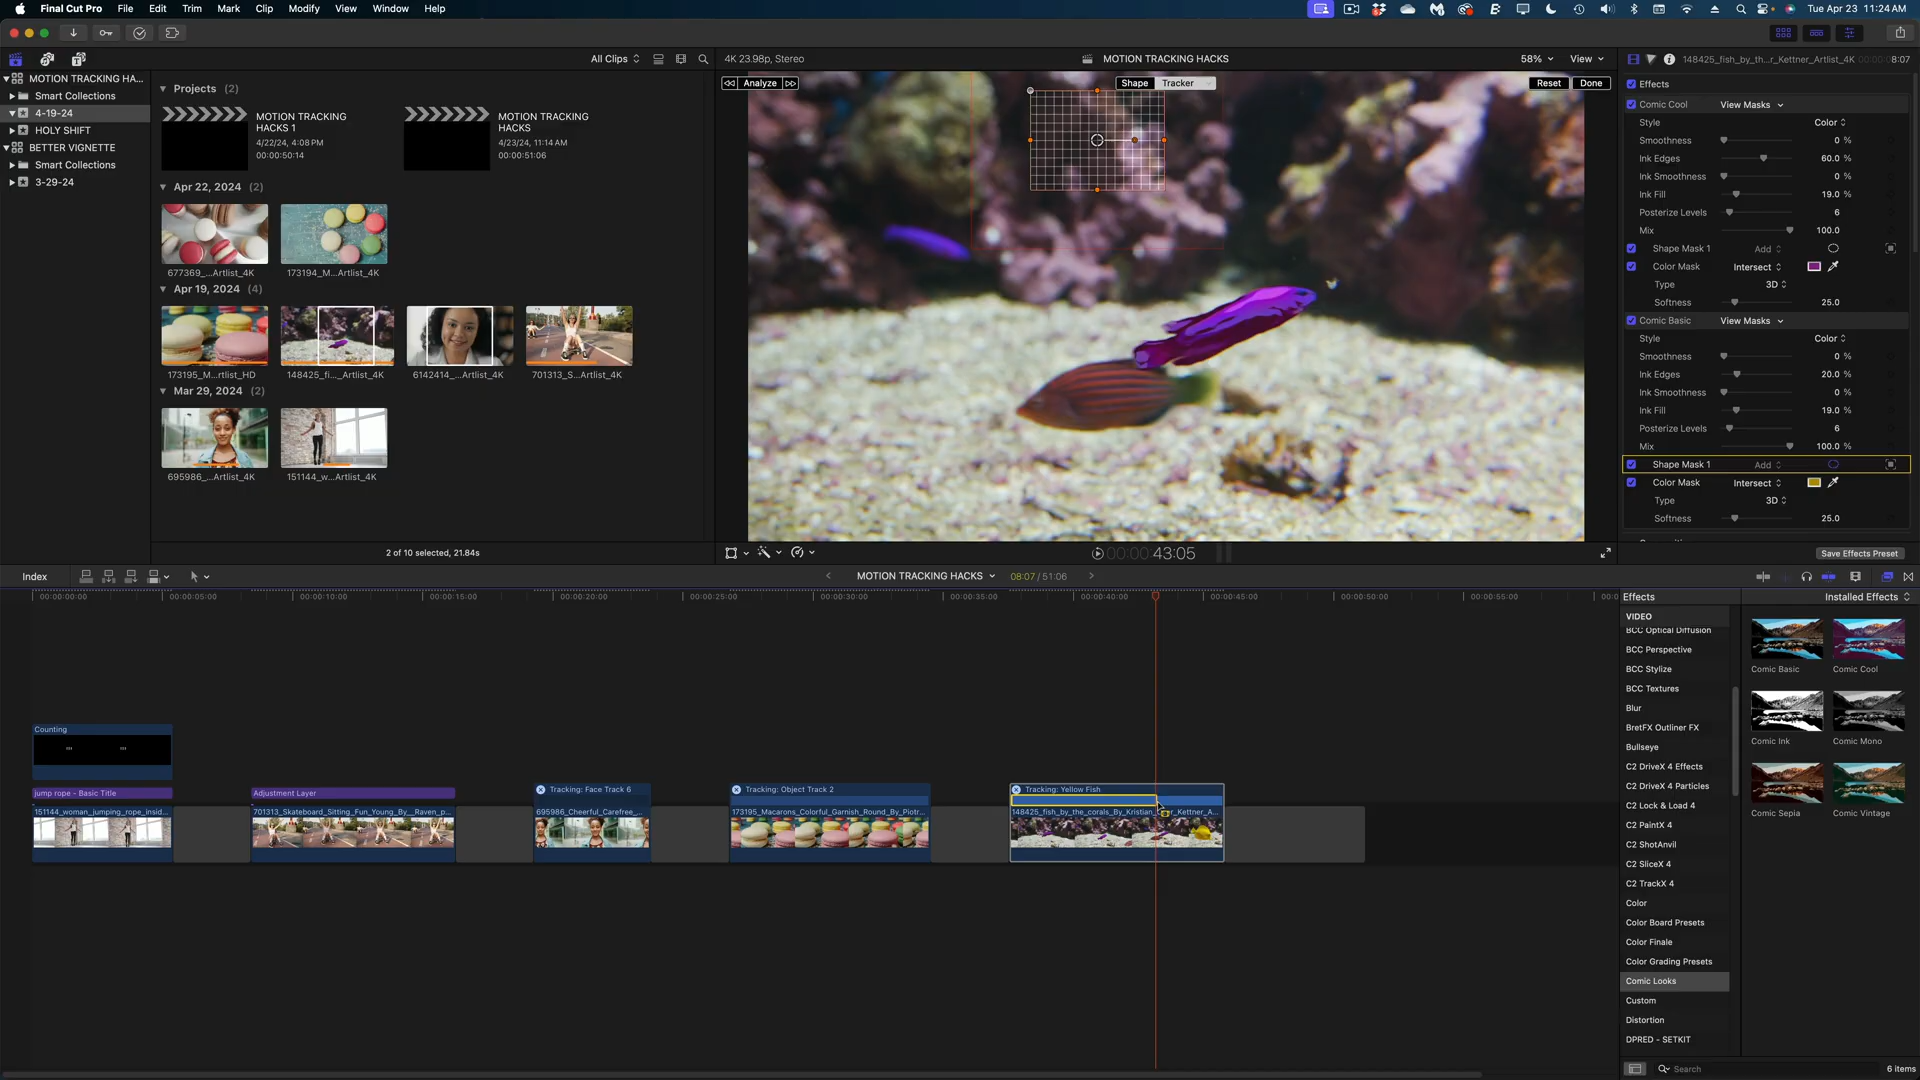 Final Cut Pro File Edit Trim Mark Clip Modify View Window Help
Tue Apr 23 11:24 AM
All Clips
4K 23.98p, Stereo
MOTION TRACKING HACKS
58%
View
148425_fish_by_th...r_Kettner_Artlist_4K
8:07
MOTION TRACKING HA...
Smart Collections
4-19-24
HOLY SHIFT
BETTER VIGNETTE
Smart Collections
3-29-24
Projects (2)
MOTION TRACKING
HACKS 1
4/22/24, 4:08 PM
00:00:50:14
MOTION TRACKING
HACKS
4/23/24, 11:14 AM
00:00:51:06
Apr 22, 2024 (2)
677369_...Artlist_4K
173194_M...Artlist_4K
Apr 19, 2024 (4)
173195_M...rtlist_HD
148425_fi..._Artlist_4K
6142414_...Artlist_4K
701313_S...Artlist_4K
Mar 29, 2024 (2)
695986_...Artlist_4K
151144_w...Artlist_4K
2 of 10 selected, 21.84s
Analyze
Shape Tracker
Reset
Done
00:00:43:05
Effects
Comic Cool View Masks
Style Color
Smoothness 0 %
Ink Edges 60.0 %
Ink Smoothness 0 %
Ink Fill 19.0 %
Posterize Levels 6
Mix 100.0
Shape Mask 1 Add
Color Mask Intersect
Type 3D
Softness 25.0
Comic Basic View Masks
Style Color
Smoothness 0 %
Ink Edges 20.0 %
Ink Smoothness 0 %
Ink Fill 19.0 %
Posterize Levels 6
Mix 100.0 %
Shape Mask 1 Add
Color Mask Intersect
Type 3D
Softness 25.0
Save Effects Preset
Index
MOTION TRACKING HACKS
08:07 / 51:06
00:00:00:00 00:00:05:00 00:00:10:00 00:00:15:00 00:00:20:00 00:00:25:00 00:00:30:00 00:00:35:00 00:00:40:00 00:00:45:00 00:00:50:00 00:00:55:00 00:0
Counting
jump rope - Basic Title
151144_woman_jumping_rope_insid...
Adjustment Layer
701313_Skateboard_Sitting_Fun_Young_By__Raven_p...
Tracking: Face Track 6
695986_Cheerful_Carefree_...
Tracking: Object Track 2
173195_Macarons_Colorful_Garnish_Round_By_Piotr...
Tracking: Yellow Fish
148425_fish_by_the_corals_By_Kristian_
r_Kettner_A...
Effects
Installed Effects
VIDEO
BCC Optical Diffusion
BCC Perspective
BCC Stylize
BCC Textures
Blur
BretFX Outliner FX
Bullseye
C2 DriveX 4 Effects
C2 DriveX 4 Particles
C2 Lock & Load 4
C2 PaintX 4
C2 ShotAnvil
C2 SliceX 4
C2 TrackX 4
Color
Color Board Presets
Color Finale
Color Grading Presets
Comic Looks
Custom
Distortion
DPRED - SETKIT
Comic Basic
Comic Cool
Comic Ink
Comic Mono
Comic Sepia
Comic Vintage
Search
6 items